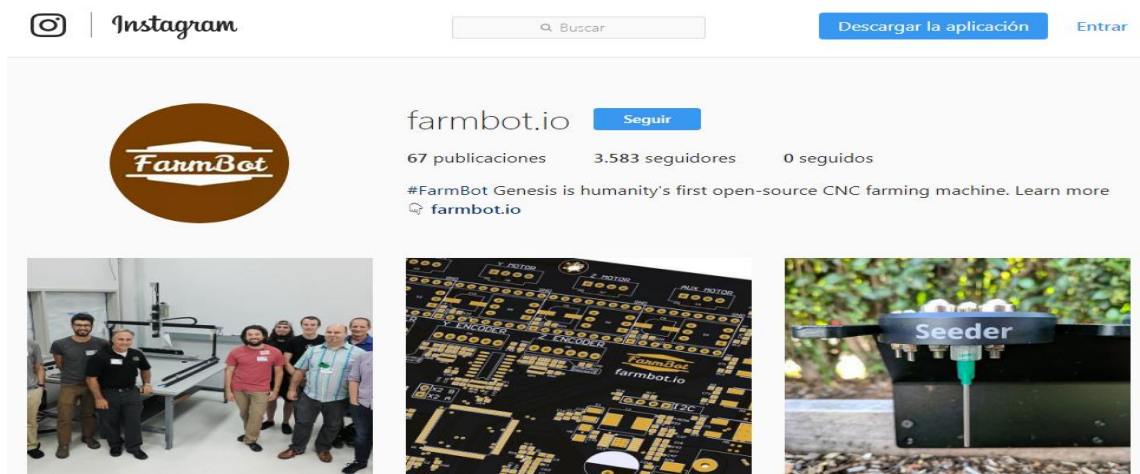 Instagram
Buscar
Descargar la aplicación
Entrar
FarmBot
farmbot.io
Seguir
67 publicaciones 3.583 seguidores 0 seguidos
#FarmBot Genesis is humanity's first open-source CNC farming machine. Learn more
farmbot.io
Y MOTOR
Z MOTOR
AUX MOTOR
Y ENCODER
Z ENCODER
FarmBot
farmbot.io
I2C
Seeder